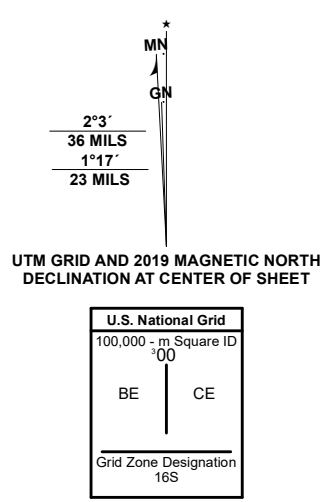 MN
GN
2°3´
36 MILS
1°17´
23 MILS
UTM GRID AND 2019 MAGNETIC NORTH
DECLINATION AT CENTER OF SHEET
U.S. National Grid
100,000 - m Square ID
³00
BE CE
Grid Zone Designation
16S